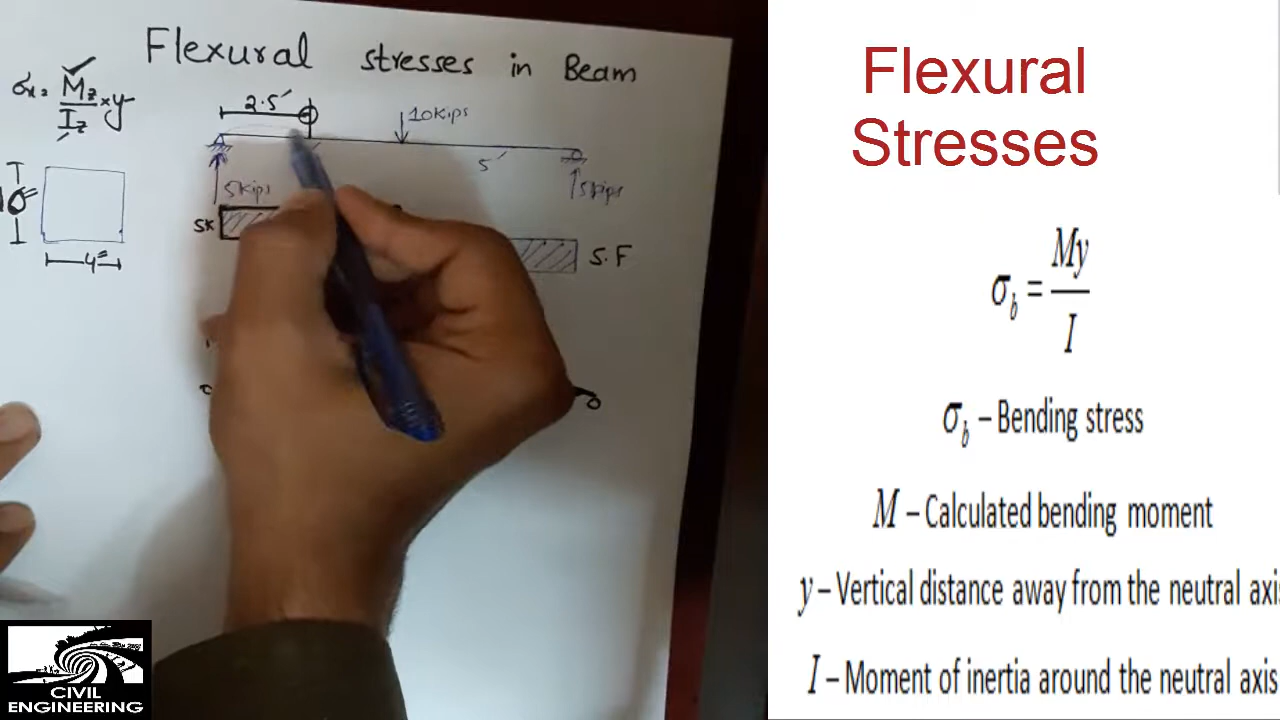 Flexural stresses in Beam
σx = Mz/Iz × y
2.5′
10kips
5′
5kips
5kips
5k
S.F
4"
0
CIVIL
ENGINEERING
Flexural
Stresses
σb = My/I
σb – Bending stress
M – Calculated bending moment
y – Vertical distance away from the neutral axi
I – Moment of inertia around the neutral axis